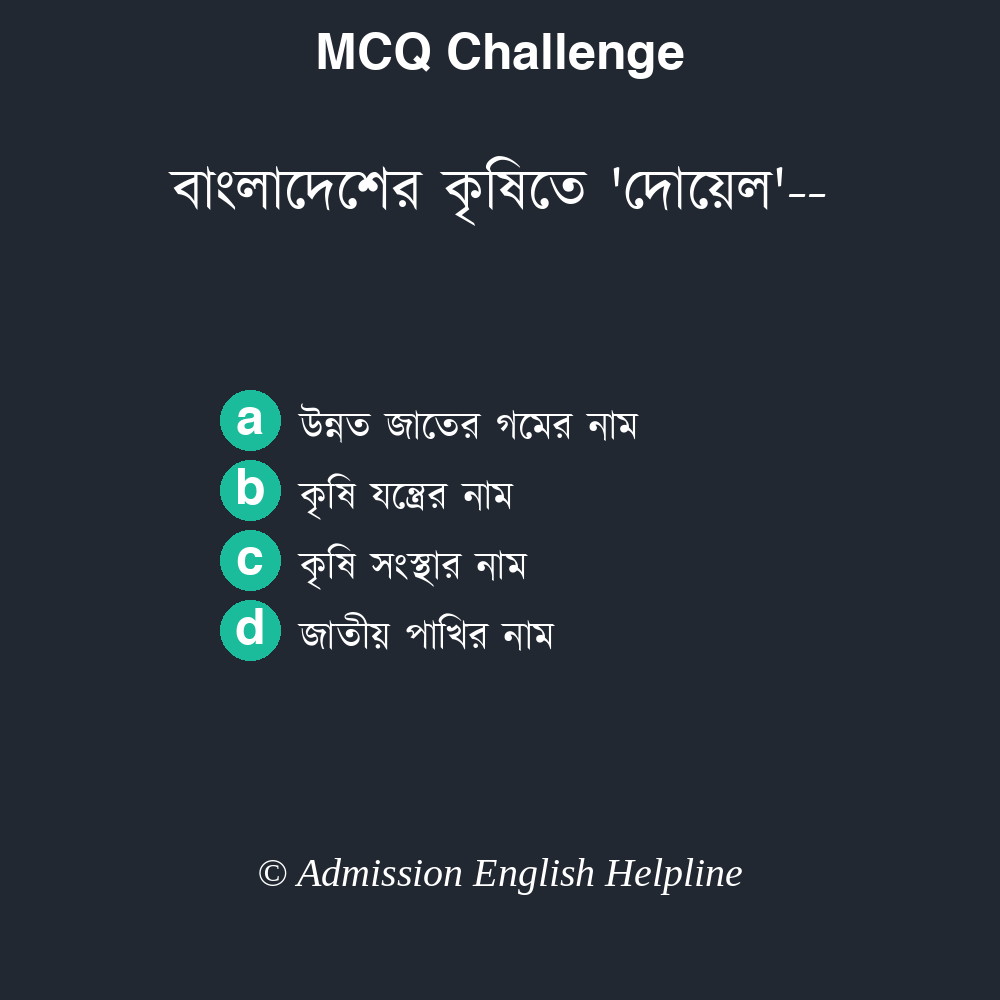 MCQ Challenge
বাংলাদেশের কৃষিতে 'দোয়েল'--
a উন্নত জাতের গমের নাম
b কৃষি যন্ত্রের নাম
c কৃষি সংস্থার নাম
d জাতীয় পাখির নাম
© Admission English Helpline